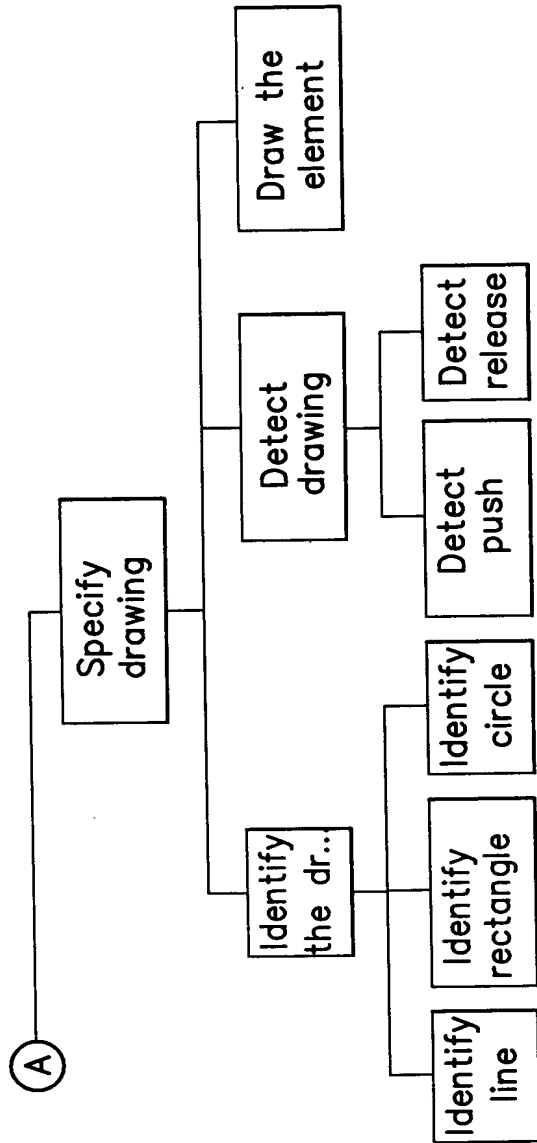 A
Specify
drawing
Identify
the dr...
Detect
drawing
Draw the
element
Identify
line
Identify
rectangle
Identify
circle
Detect
push
Detect
release